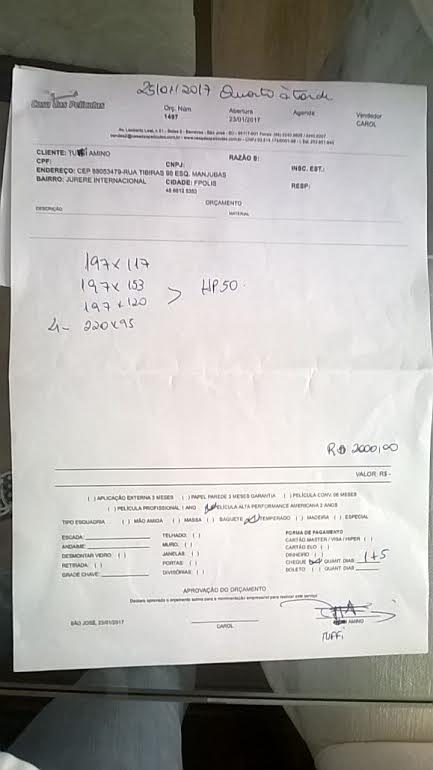 25/01/2017 Quarta à tarde
Casa das Películas
Orç. Núm. Abertura Agenda Vendedor
1497 23/01/2017 CAROL
CLIENTE: AMINO
CPF: CNPJ: RAZÃO S: INSC. EST.:
ENDEREÇO: CEP 88053479-RUA TIBIRAS 98 ESQ. MANJUBAS
BAIRRO: JURERE INTERNACIONAL CIDADE: FPOLIS RESP:
ORÇAMENTO
DESCRIÇÃO MATERIAL
197 x 117
197 x 153 > HP 50
197 x 120
4- 220 x 95
R$ 2000,00
VALOR: R$-
( ) APLICAÇÃO EXTERNA 3 MESES ( ) PAPEL PAREDE 3 MESES GARANTIA ( ) PELÍCULA CONV. 06 MESES
( ) PELÍCULA PROFISSIONAL 1 ANO PELÍCULA ALTA PERFORMANCE AMERICANA 2 ANOS
TIPO ESQUADRIA ( ) MÃO AMIGA ( ) MASSA ( ) BAQUETE TEMPERADO ( ) MADEIRA ( ) ESPECIAL
ESCADA: TELHADO: ( ) FORMA DE PAGAMENTO
ANDAIME: MURO: ( ) CARTÃO MASTER / VISA / HIPER ( )
DESMONTAR VIDRO: ( ) JANELAS ( ) CARTÃO ELO ( )
RETIRADA: ( ) PORTAS ( ) DINHEIRO ( ) 1+5
GRADE CHAVE: DIVISÓRIAS: ( ) CHEQUE QUANT DIAS
BOLETO ( ) QUANT DIAS
APROVAÇÃO DO ORÇAMENTO
SÃO JOSÉ, 23/01/2017 CAROL AMINO
TUFFI